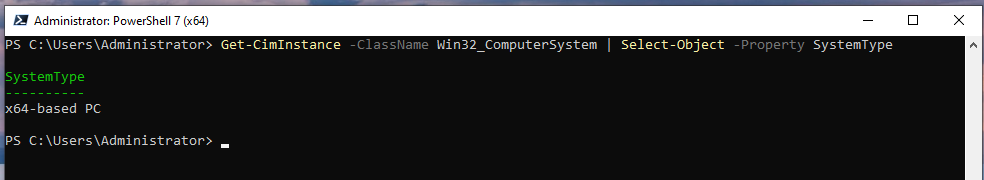 Administrator: PowerShell 7 (x64)
PS C:\Users\Administrator> Get-CimInstance -ClassName Win32_ComputerSystem | Select-Object -Property SystemType
SystemType
----------
x64-based PC
PS C:\Users\Administrator>